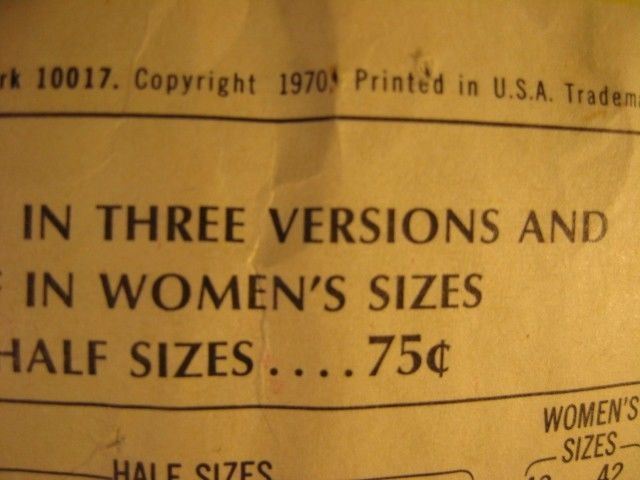 rk 10017. Copyright 1970. Printed in U.S.A. Tradema
IN THREE VERSIONS AND
IN WOMEN'S SIZES
HALF SIZES....75¢
WOMEN'S
SIZES
HALF SIZES
42